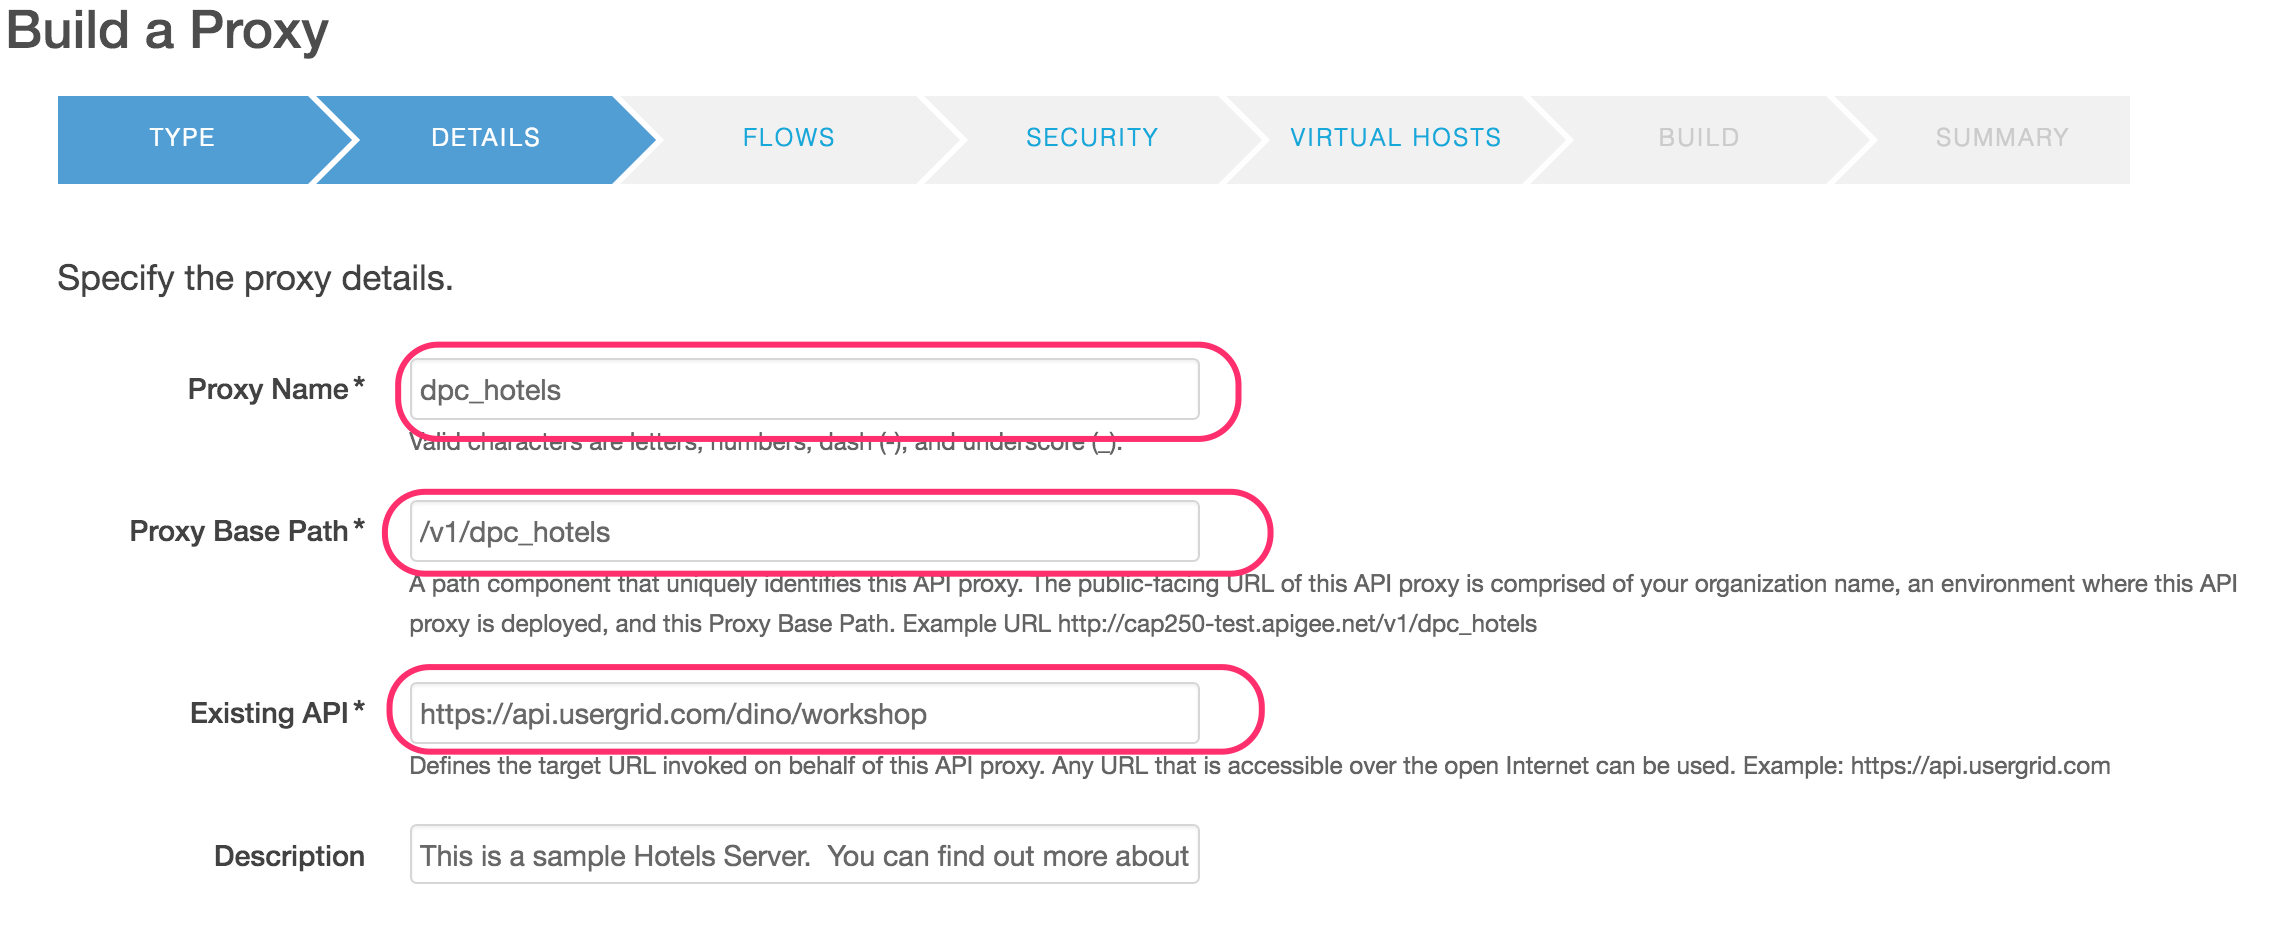 Build a Proxy
TYPE DETAILS FLOWS SECURITY VIRTUAL HOSTS BUILD SUMMARY
Specify the proxy details.
Proxy Name* dpc_hotels
Valid characters are letters, numbers, dash (-), and underscore (_).
Proxy Base Path* /v1/dpc_hotels
A path component that uniquely identifies this API proxy. The public-facing URL of this API proxy is comprised of your organization name, an environment where this API
proxy is deployed, and this Proxy Base Path. Example URL http://cap250-test.apigee.net/v1/dpc_hotels
Existing API* https://api.usergrid.com/dino/workshop
Defines the target URL invoked on behalf of this API proxy. Any URL that is accessible over the open Internet can be used. Example: https://api.usergrid.com
Description This is a sample Hotels Server.  You can find out more about